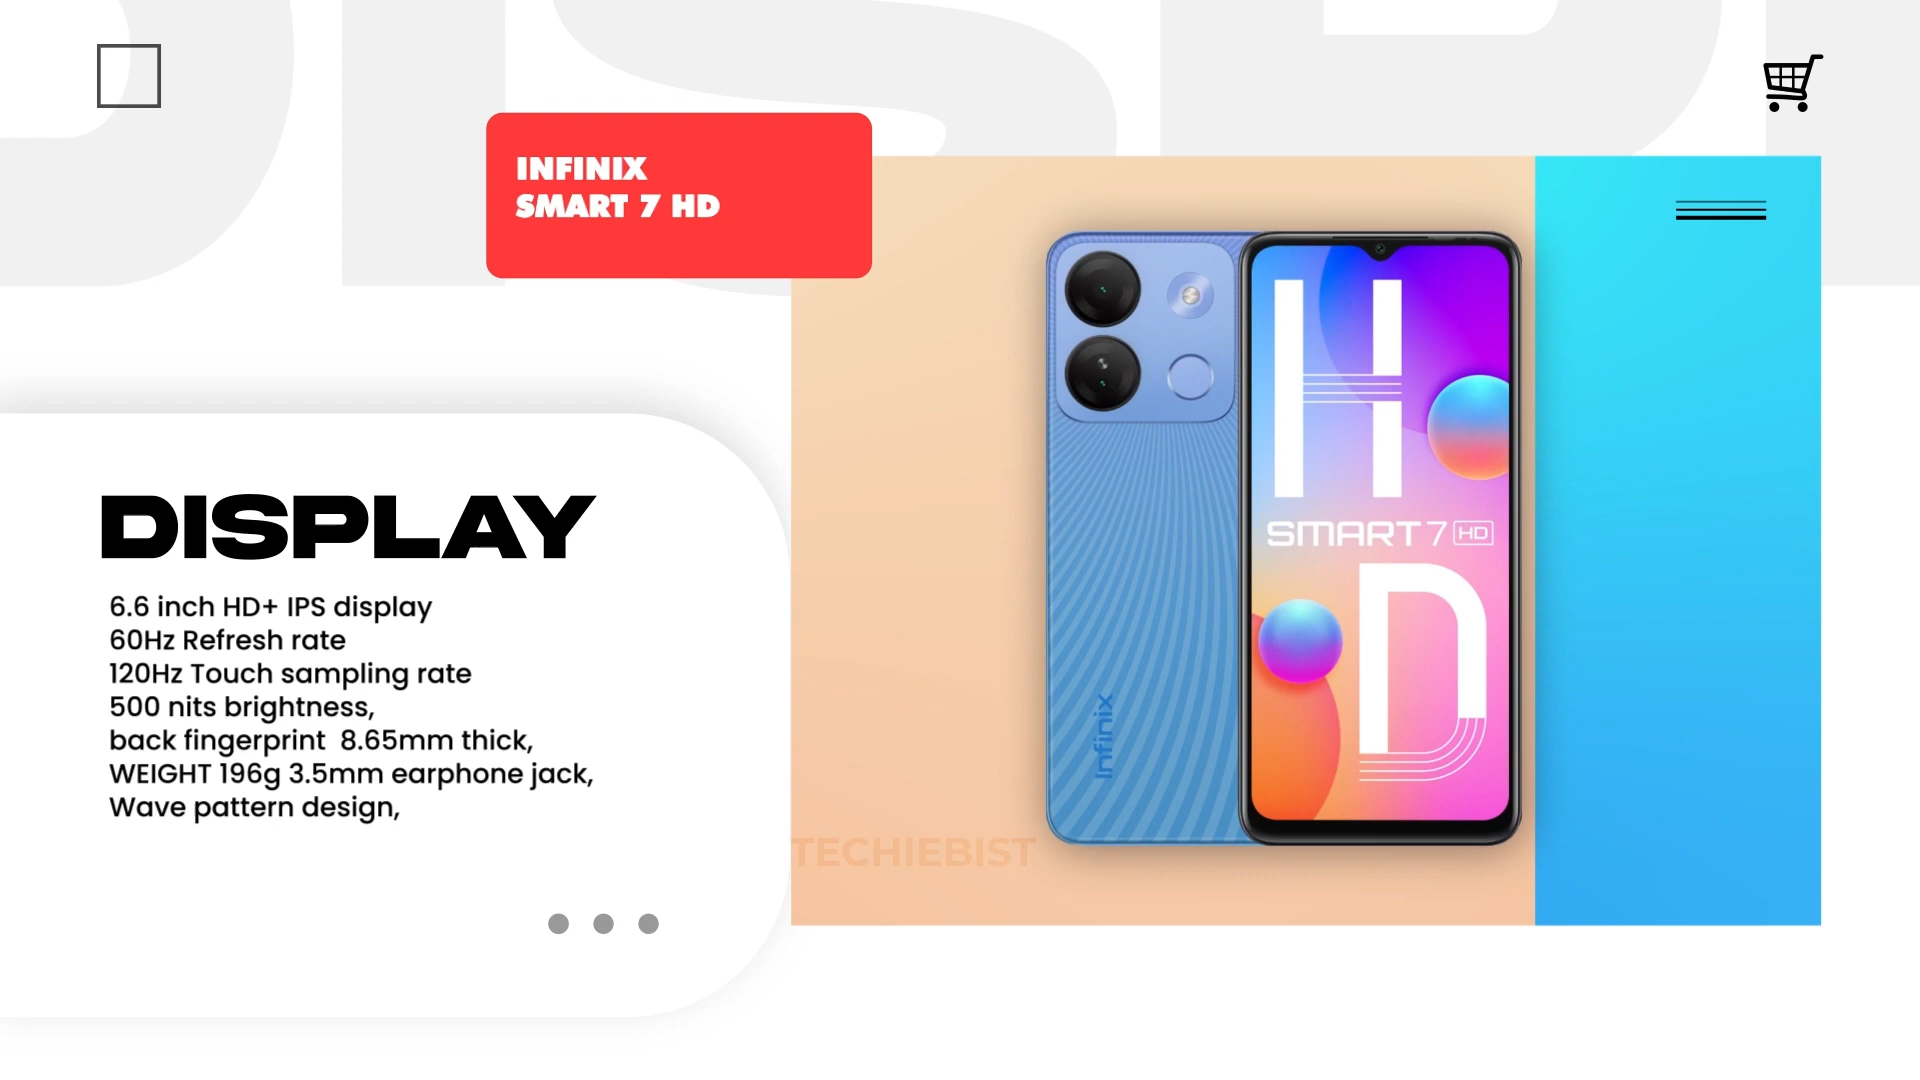 INFINIX
SMART 7 HD
DISPLAY
6.6 inch HD+ IPS display
60Hz Refresh rate
120Hz Touch sampling rate
500 nits brightness,
back fingerprint  8.65mm thick,
WEIGHT 196g 3.5mm earphone jack,
Wave pattern design,
H
SMART 7 HD
D
Infinix
TECHIEBIST